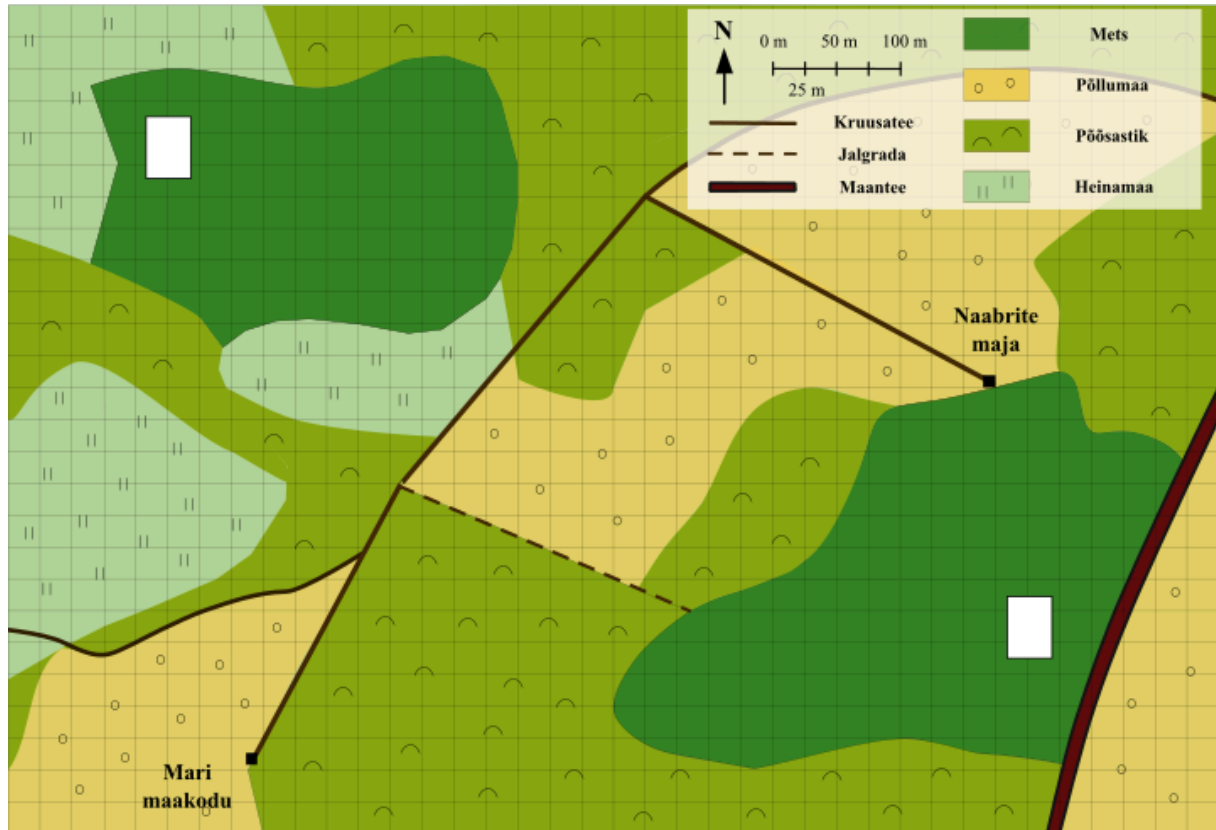 N
0 m 50 m 100 m
25 m
Kruusatee
Jalgrada
Maantee
Mets
Põllumaa
Põõsastik
Heinamaa
Naabrite
maja
Mari
maakodu